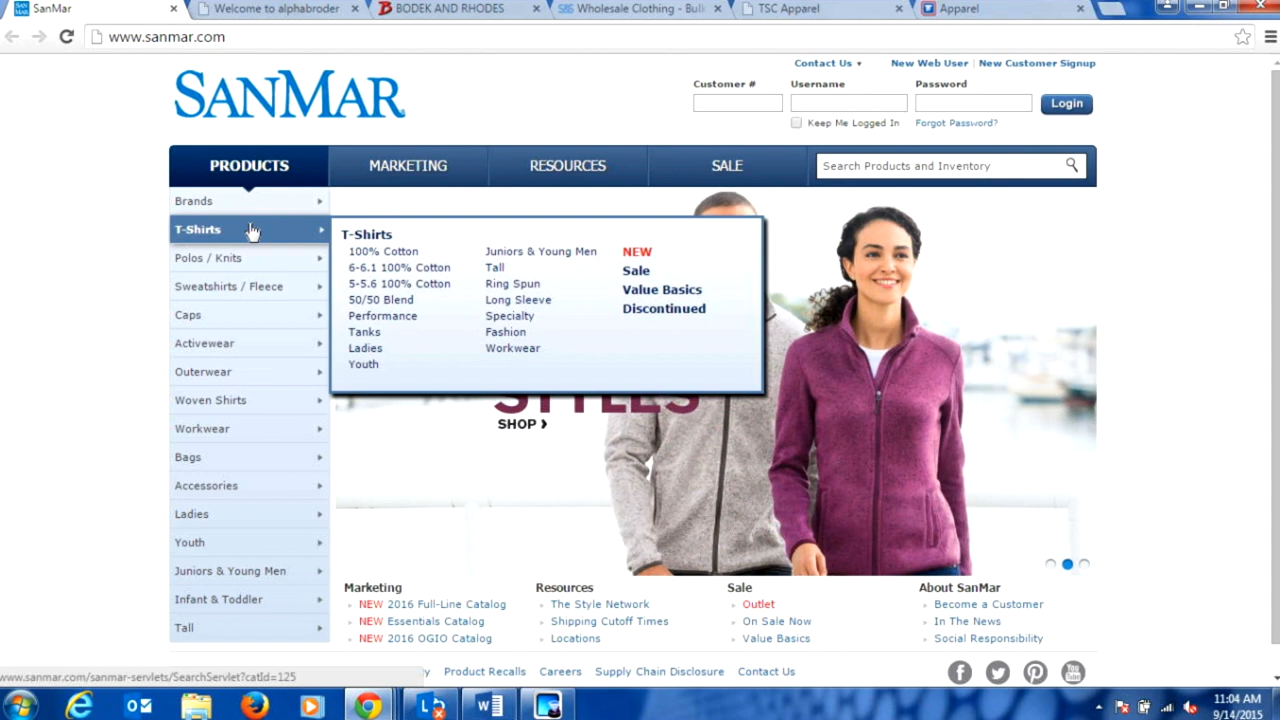 SanMar
Welcome to alphabroder
BODEK AND RHODES
S&S Wholesale Clothing - Bulk
TSC Apparel
Apparel
www.sanmar.com
Contact Us
New Web User | New Customer Signup
SANMAR
Customer #
Username
Password
Login
Keep Me Logged In
Forgot Password?
PRODUCTS
MARKETING
RESOURCES
SALE
Search Products and Inventory
Brands
T-Shirts
Polos / Knits
Sweatshirts / Fleece
Caps
Activewear
Outerwear
Woven Shirts
Workwear
Bags
Accessories
Ladies
Youth
Juniors & Young Men
Infant & Toddler
Tall
T-Shirts
100% Cotton
6-6.1 100% Cotton
5-5.6 100% Cotton
50/50 Blend
Performance
Tanks
Ladies
Youth
Juniors & Young Men
Tall
Ring Spun
Long Sleeve
Specialty
Fashion
Workwear
NEW
Sale
Value Basics
Discontinued
STYLES
SHOP
Marketing
NEW 2016 Full-Line Catalog
NEW Essentials Catalog
NEW 2016 OGIO Catalog
Resources
The Style Network
Shipping Cutoff Times
Locations
Sale
Outlet
On Sale Now
Value Basics
About SanMar
Become a Customer
In The News
Social Responsibility
Product Recalls
Careers
Supply Chain Disclosure
Contact Us
You Tube
www.sanmar.com/sanmar-servlets/SearchServlet?catId=125
11:04 AM
9/14/2015